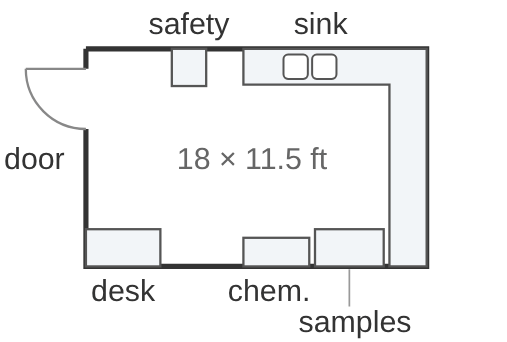 safety
sink
door
18 × 11.5 ft
desk
chem.
samples